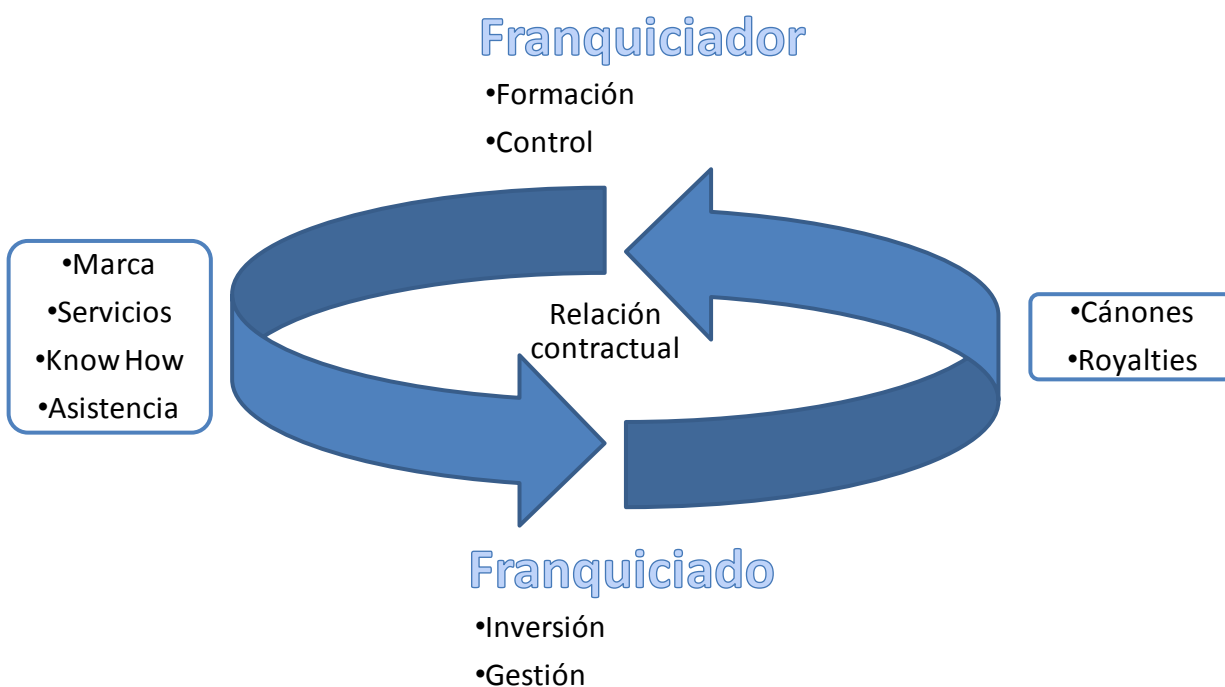 Franquiciador
•Formación
•Control
•Marca
•Servicios
•Know How
•Asistencia
Relación
contractual
•Cánones
•Royalties
Franquiciado
•Inversión
•Gestión